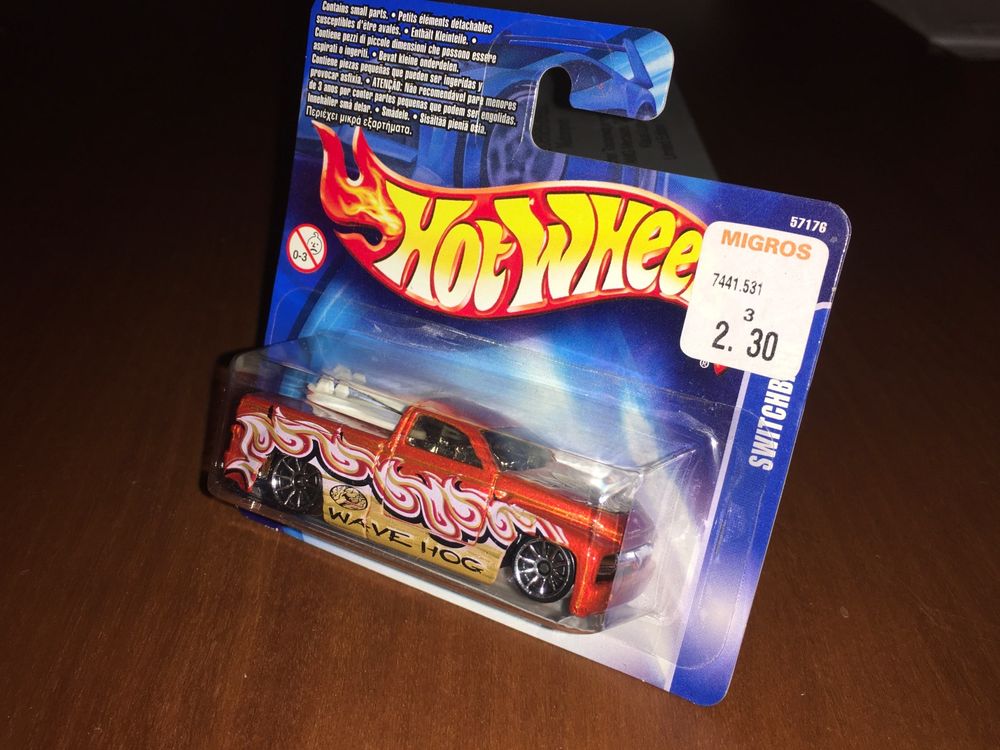 Contains small parts. • Petits éléments détachables
susceptibles d'être avalés. • Enthält Kleinteile. •
Contiene pezzi di piccole dimensioni che possono essere
aspirati o ingeriti. • Bevat kleine onderdelen.
Contiene piezas pequeñas que pueden ser ingeridas y
provocar asfixia. • ATENÇÃO: Não recomendável para menores
de 3 anos por conter partes pequenas que podem ser engolidas.
Innehåller små delar. • Smådele. • Sisältää pieniä osia.
Περιέχει μικρά εξαρτήματα.
0-3
HOT WHEE
57176
MIGROS
7441.531
3
2. 30
®
SWITCHB
WAVE HOG